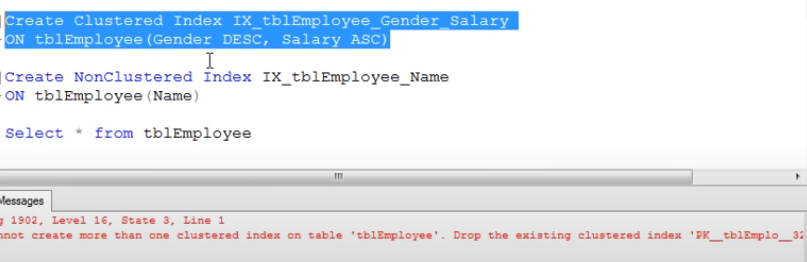 Create Clustered Index IX_tblEmployee_Gender_Salary
ON tblEmployee(Gender DESC, Salary ASC)
Create NonClustered Index IX_tblEmployee_Name
ON tblEmployee(Name)
Select * from tblEmployee
Messages
g 1902, Level 16, State 3, Line 1
nnot create more than one clustered index on table 'tblEmployee'. Drop the existing clustered index 'PK__tblEmplo__32